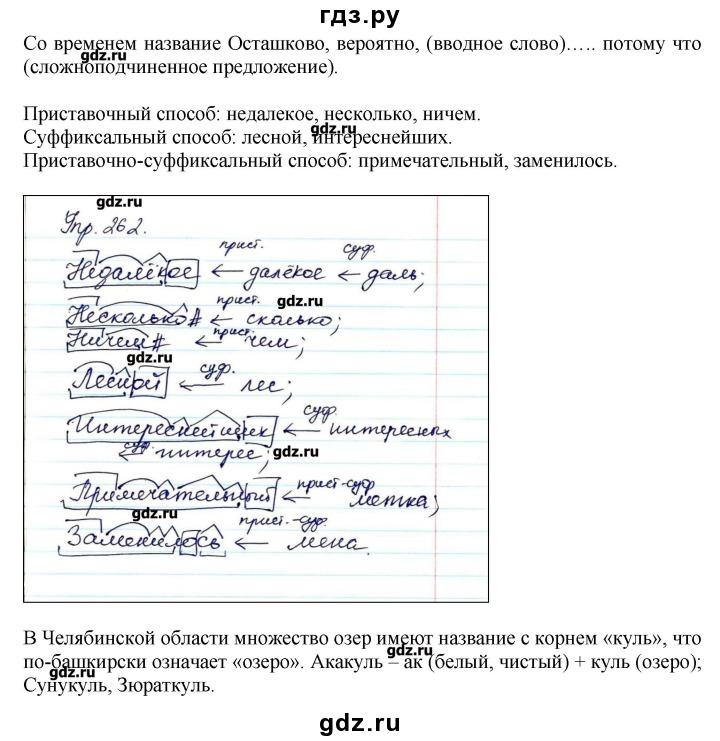 гдз.ру
Со временем название Осташково, вероятно, (вводное слово)….. потому что
gdz.ru
(сложноподчиненное предложение).
Приставочный способ: недалекое, несколько, ничем.
gdz.ru
Суффиксальный способ: лесной, интереснейших.
Приставочно-суффиксальный способ: примечательный, заменилось.
gdz.ru
Упр. 262.
прист. суф.
Недалёкое ← далёкое ← даль;
прист. gdz.ru
Несколько# ← сколько;
прист.
Ничем# ← чем;
gdz.ru
суф.
Лесной ← лес;
суф.
Интереснейших ← интересных
суф. gdz.ru
← интерес;
прист-суф
Примечательный ← метка;
gdz.ru прист.-суф.
Заменилось ← мена.
В Челябинской области множество озер имеют название с корнем «куль», что
gdz.ru
по-башкирски означает «озеро». Акакуль – ак (белый, чистый) + куль (озеро);
gdz.ru
Сунукуль, Зюраткуль.
gdz.ru